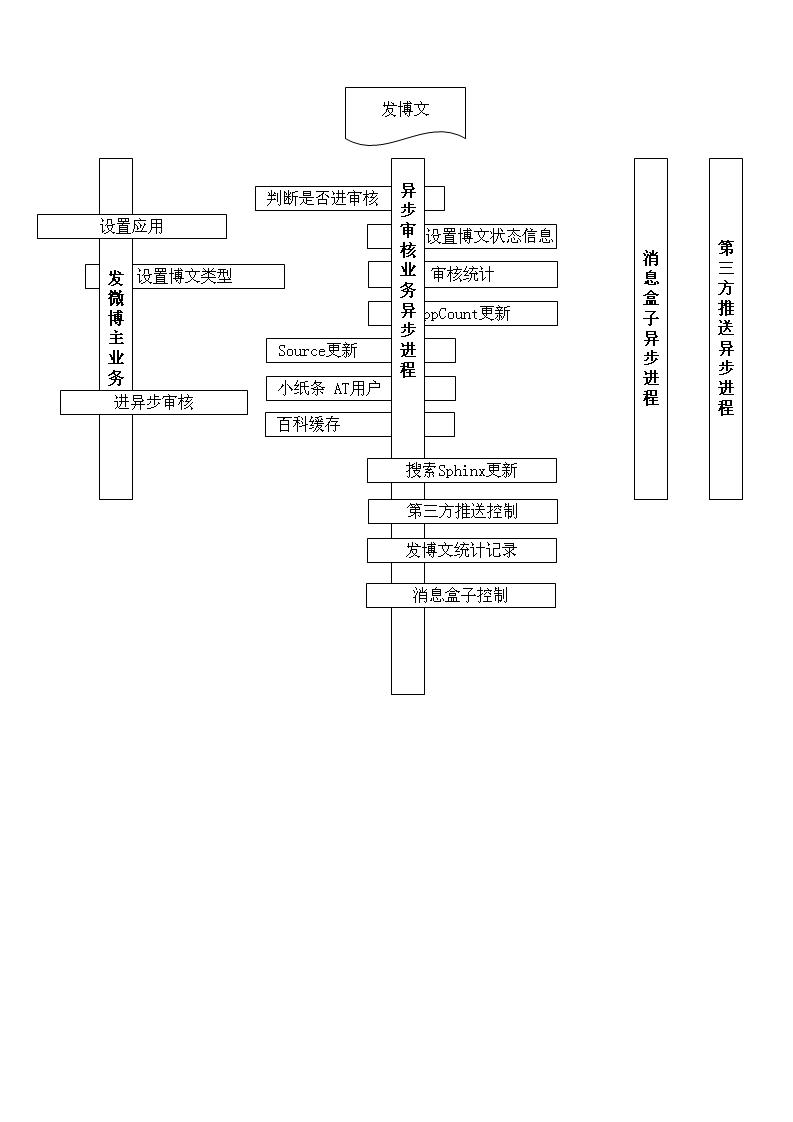 发博文
发微博主业务
设置应用
设置博文类型
进异步审核
异步审核业务异步进程
判断是否进审核
设置博文状态信息
审核统计
ppCount更新
Source更新
小纸条 AT用户
百科缓存
搜索Sphinx更新
第三方推送控制
发博文统计记录
消息盒子控制
消息盒子异步进程
第三方推送异步进程